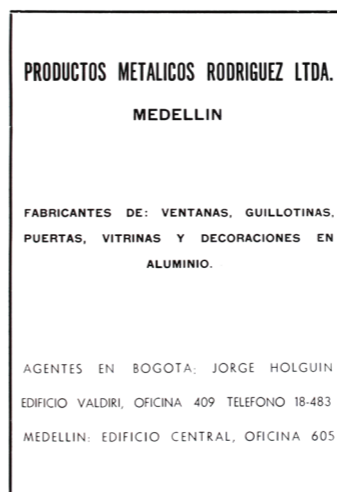 PRODUCTOS METALICOS RODRIGUEZ LTDA.
MEDELLIN
FABRICANTES DE: VENTANAS, GUILLOTINAS,
PUERTAS, VITRINAS Y DECORACIONES EN
ALUMINIO.
AGENTES EN BOGOTA: JORGE HOLGUIN
EDIFICIO VALDIRI, OFICINA 409 TELEFONO 18-483
MEDELLIN: EDIFICIO CENTRAL, OFICINA 605